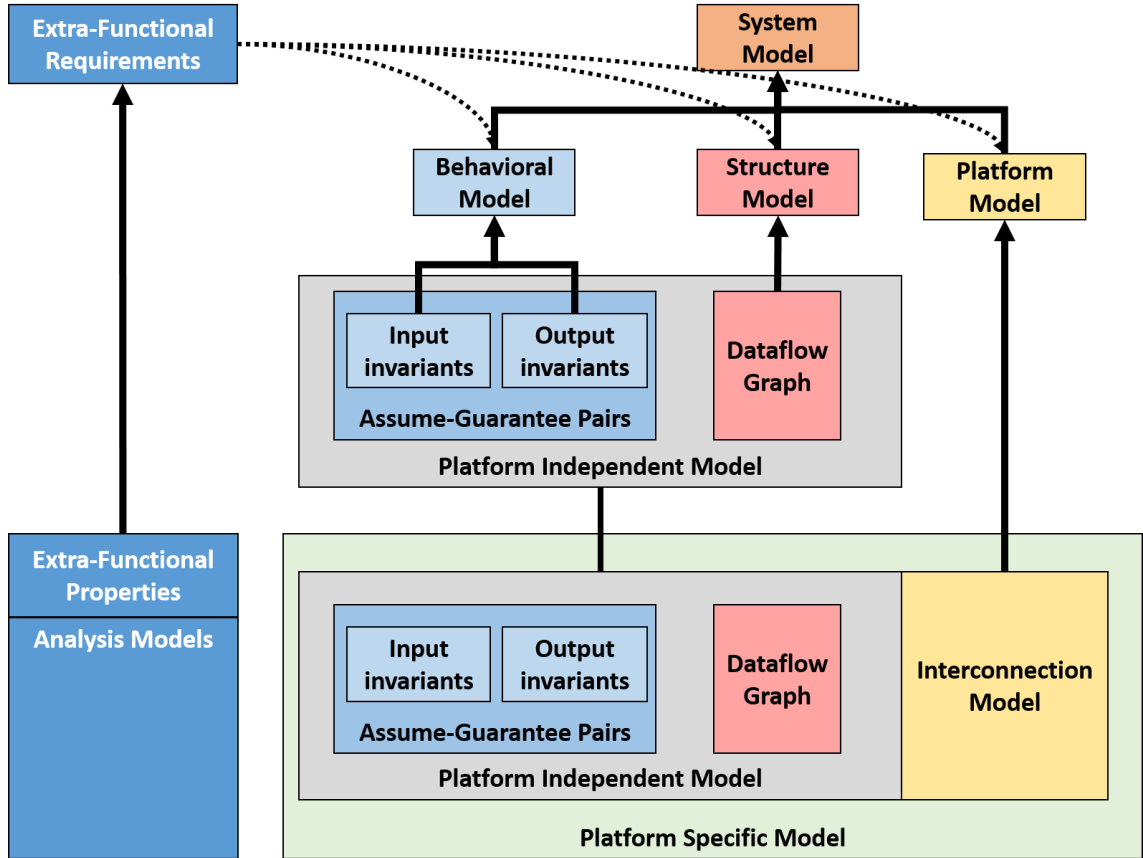 Extra-Functional
Requirements
System
Model
Behavioral
Model
Structure
Model
Platform
Model
Input
invariants
Output
invariants
Assume-Guarantee Pairs
Dataflow
Graph
Platform Independent Model
Extra-Functional
Properties
Analysis Models
Input
invariants
Output
invariants
Assume-Guarantee Pairs
Dataflow
Graph
Platform Independent Model
Interconnection
Model
Platform Specific Model